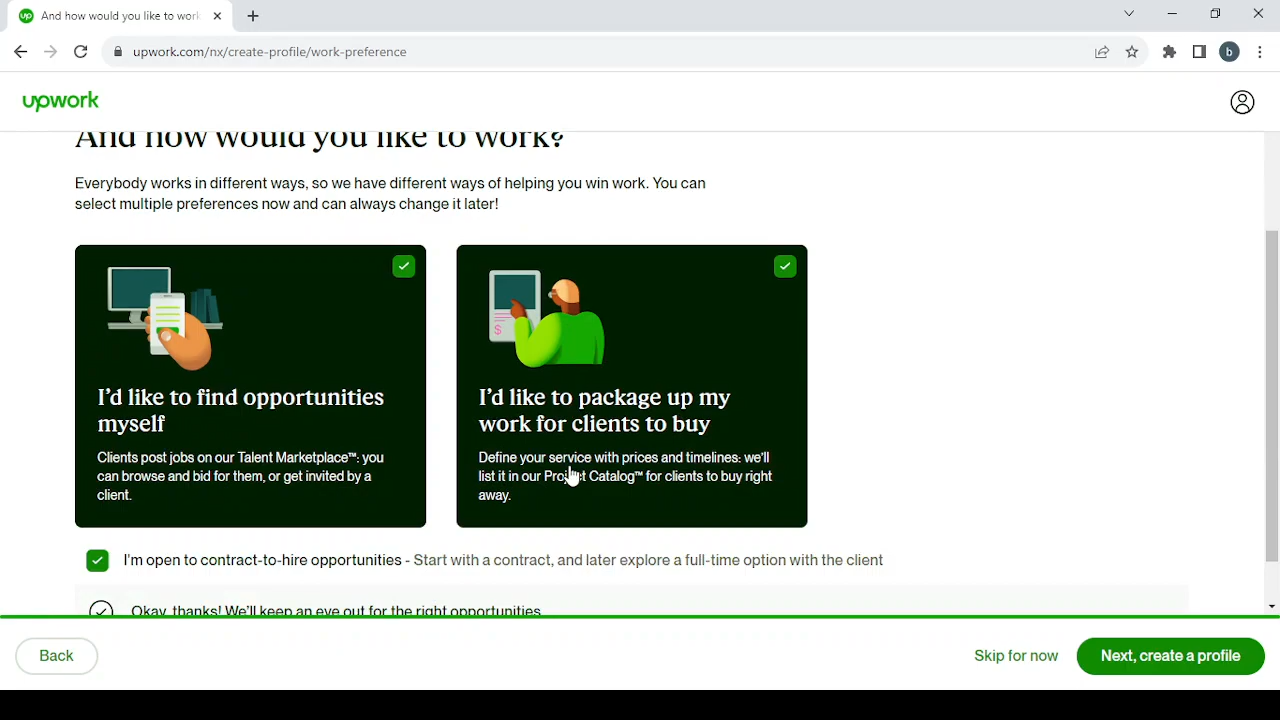 And how would you like to work
upwork.com/nx/create-profile/work-preference
b
upwork
And how would you like to work?
Everybody works in different ways, so we have different ways of helping you win work. You can
select multiple preferences now and can always change it later!
$
I'd like to find opportunities
myself
Clients post jobs on our Talent Marketplace™: you
can browse and bid for them, or get invited by a
client.
I'd like to package up my
work for clients to buy
Define your service with prices and timelines: we'll
list it in our Project Catalog™ for clients to buy right
away.
I'm open to contract-to-hire opportunities - Start with a contract, and later explore a full-time option with the client
Okay, thanks! We'll keep an eye out for the right opportunities
Back
Skip for now
Next, create a profile